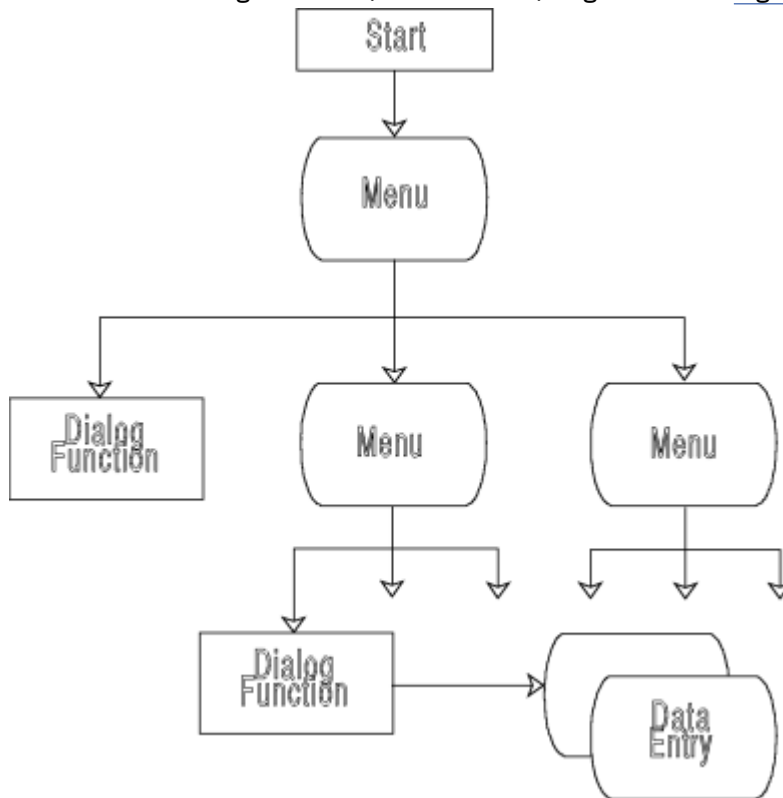 Start
Menu
Dialog
Function
Menu
Menu
Dialog
Function
Data
Entry